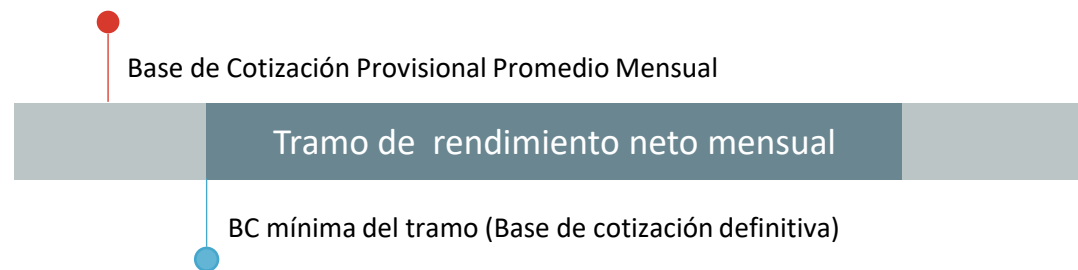 Base de Cotización Provisional Promedio Mensual
Tramo de rendimiento neto mensual
BC mínima del tramo (Base de cotización definitiva)